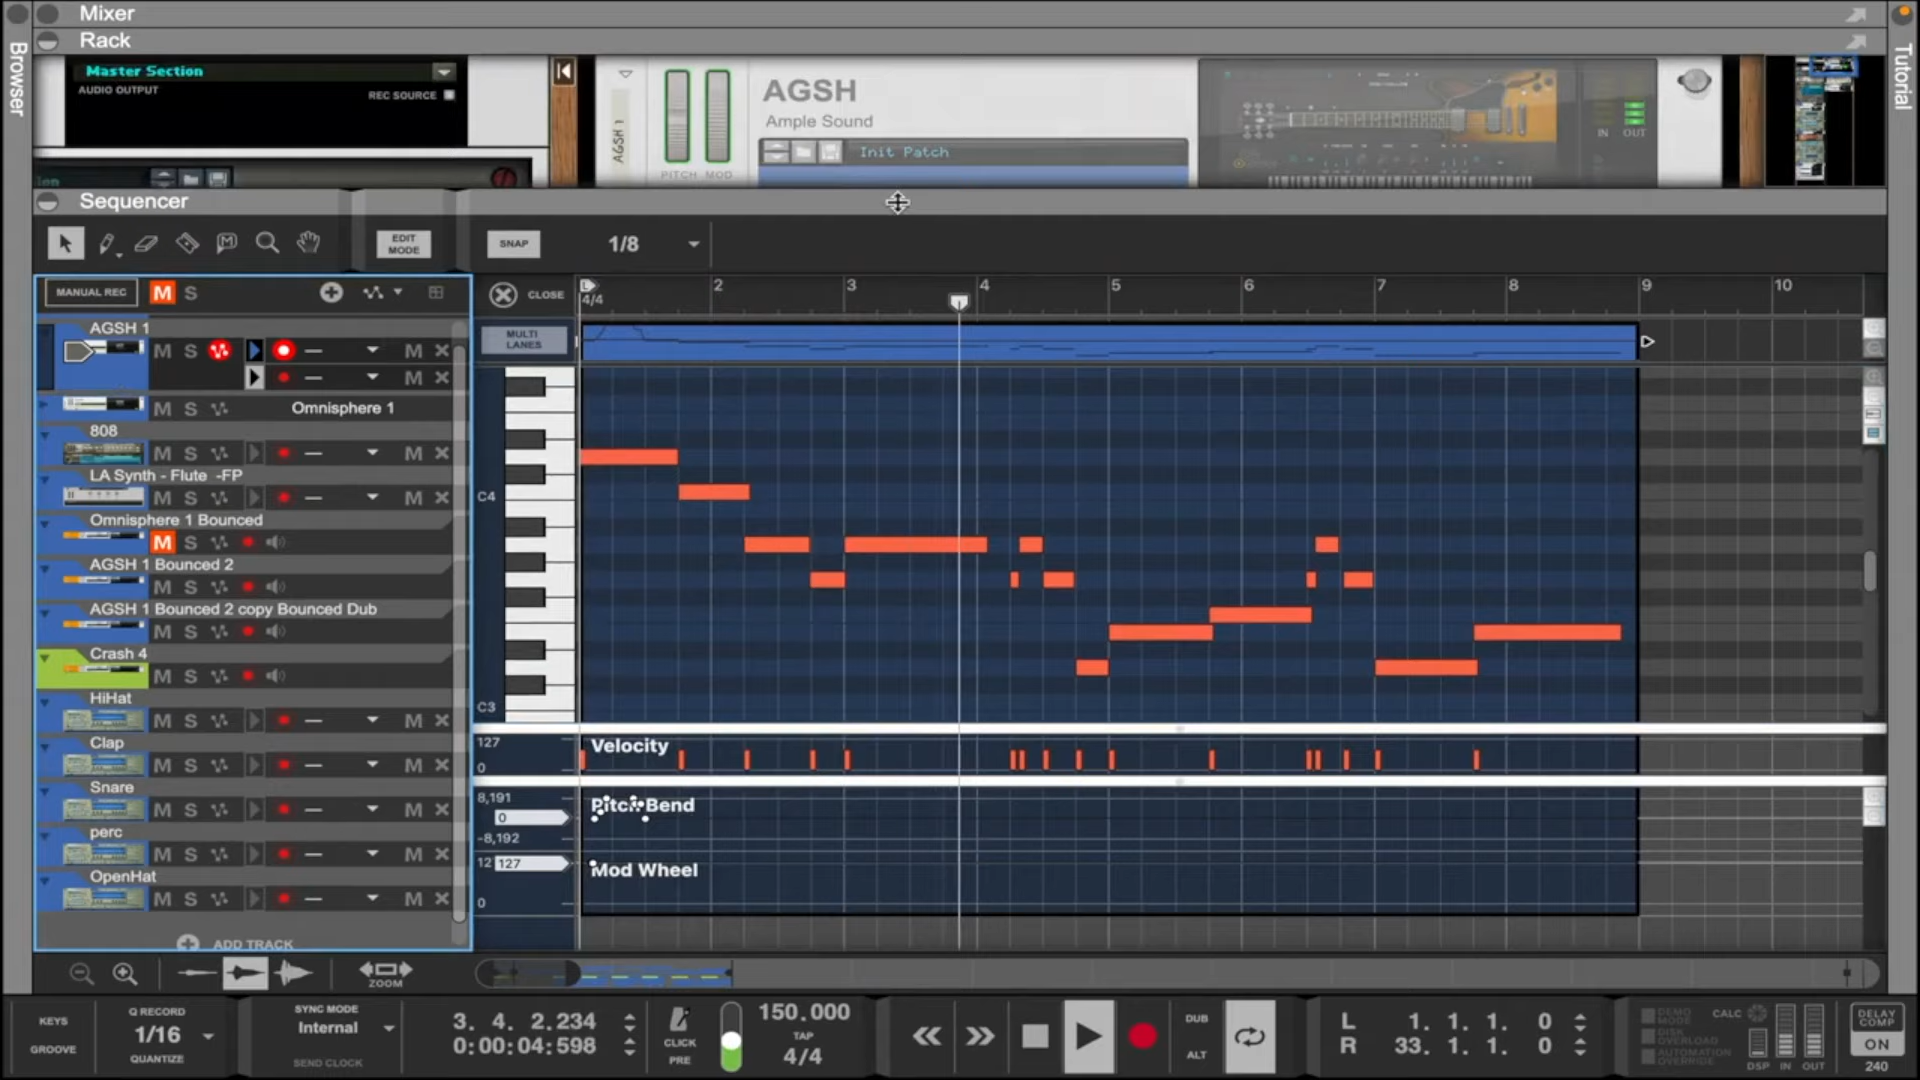 Mixer
Rack
Browser
Tutorial
Master Section
AUDIO OUTPUT
REC SOURCE
AGSH 1
PITCH MOD
AGSH
Ample Sound
Init Patch
IN OUT
Sequencer
EDIT MODE
SNAP
1/8
MANUAL REC M S
CLOSE
4/4
2 3 4 5 6 7 8 9 10
MULTI LANES
AGSH 1
M S M
M
M S Omnisphere 1
808
M S M
LA Synth - Flute -FP
M S M
Omnisphere 1 Bounced
M S
AGSH 1 Bounced 2
M S
AGSH 1 Bounced 2 copy Bounced Dub
M S
Crash 4
M S
HiHat
M S M
Clap
M S M
Snare
M S M
perc
M S M
OpenHat
M S M
ADD TRACK
C4
C3
127
Velocity
0
8,191
Pitch Bend
0
-8,192
12 127
Mod Wheel
0
ZOOM
KEYS
GROOVE
Q RECORD
1/16
QUANTIZE
SYNC MODE
Internal
SEND CLOCK
3. 4. 2.234
0:00:04:598
CLICK
PRE
150.000
TAP
4/4
DUB
ALT
L 1. 1. 1. 0
R 33. 1. 1. 0
DEMO MODE
DISK OVERLOAD
AUTOMATION OVERRIDE
CALC
DSP IN OUT
DELAY COMP
ON
240